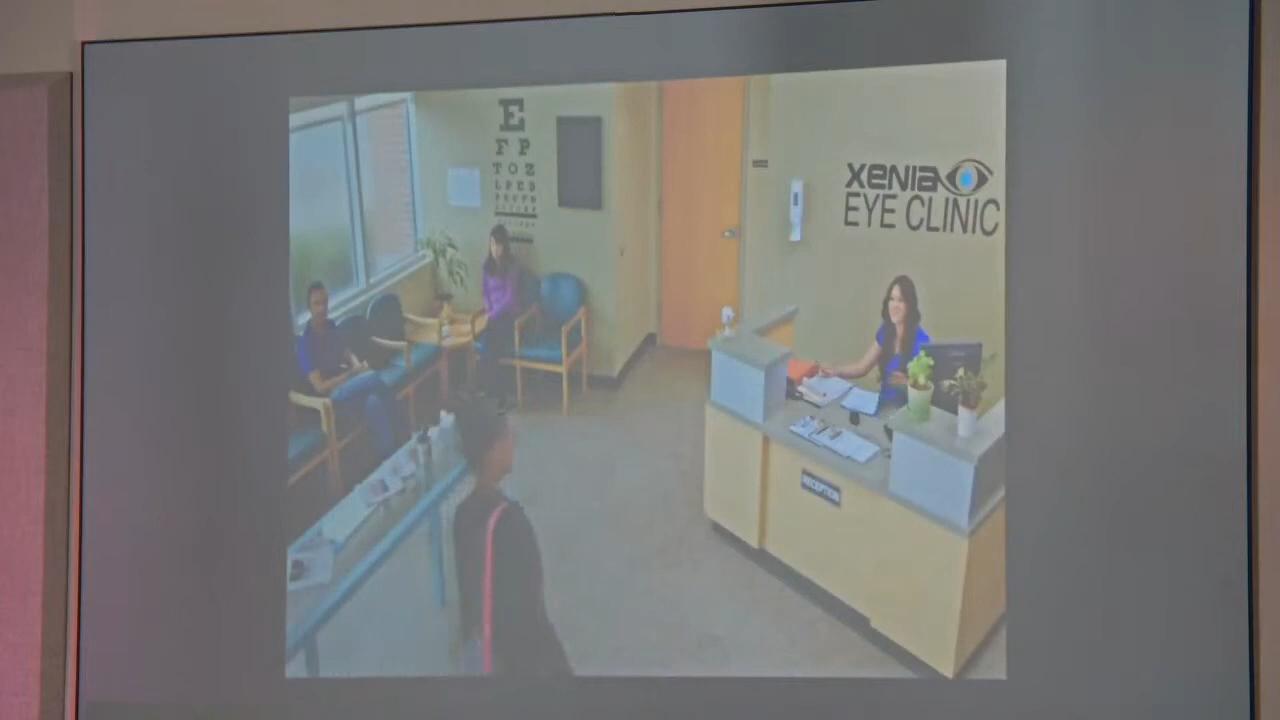 E
F P
T O Z
L P E D
XENIA
EYE CLINIC
RECEPTION